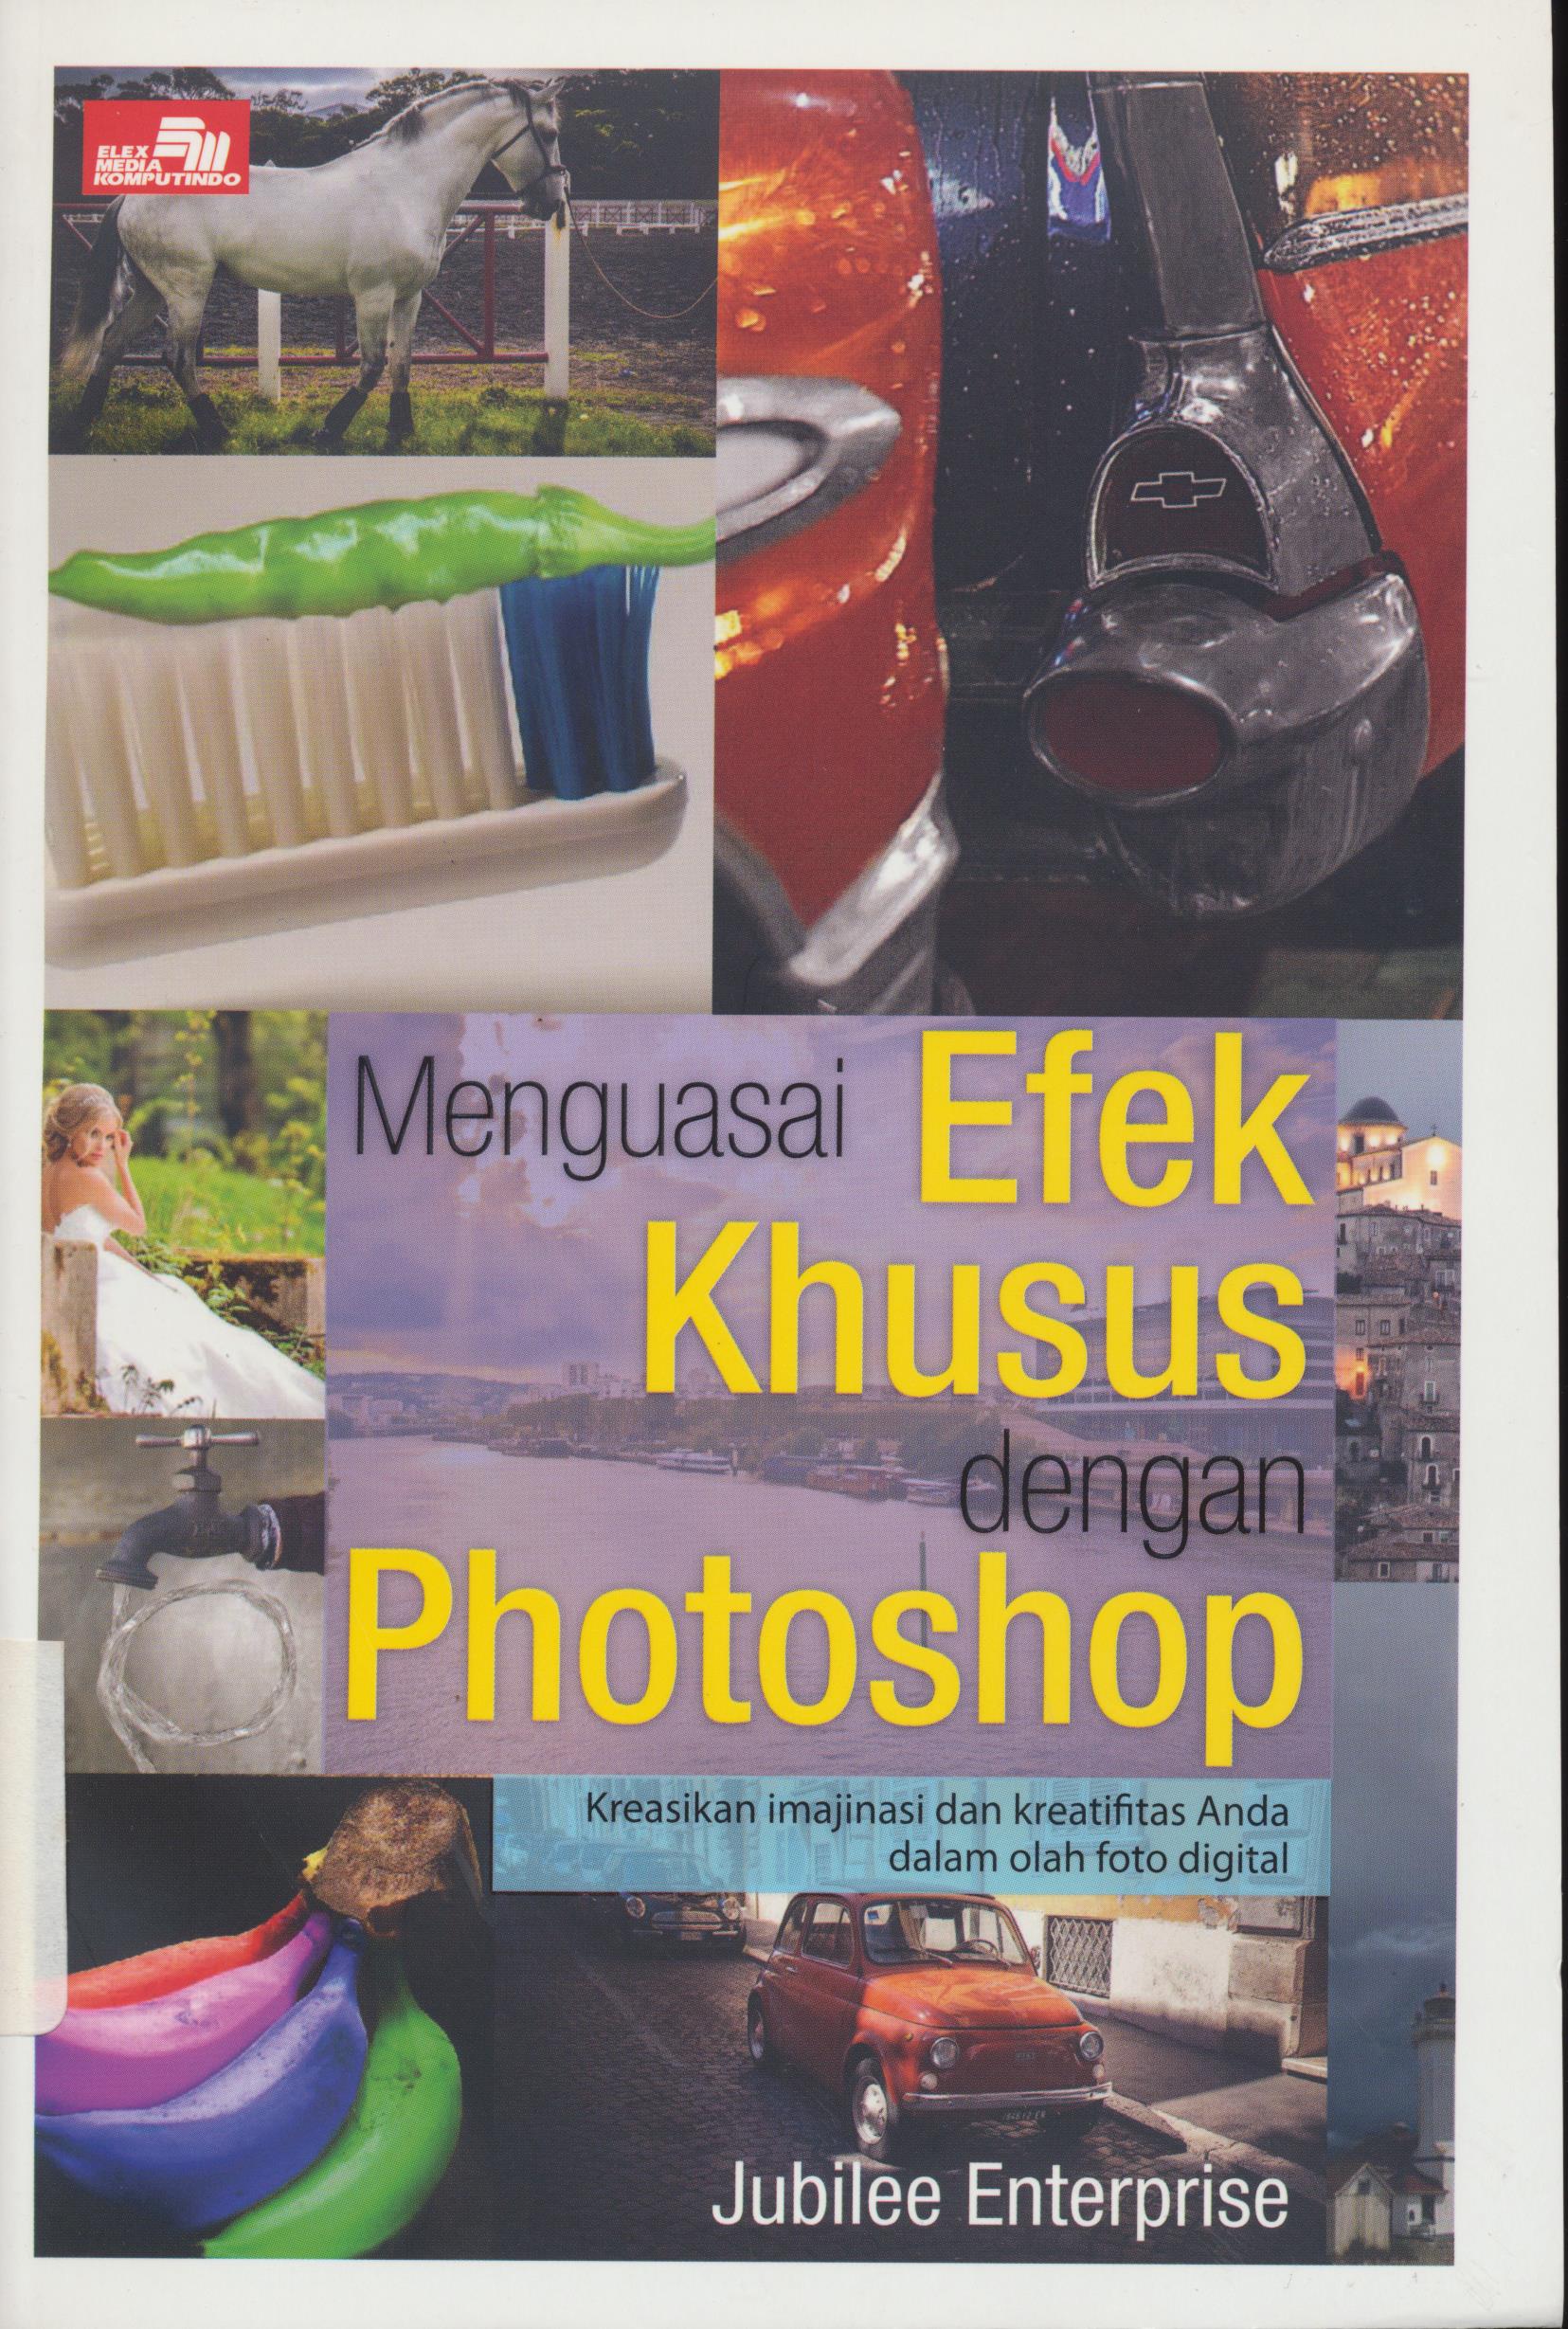 ELEX
MEDIA
KOMPUTINDO
Menguasai Efek
Khusus
dengan
Photoshop
Kreasikan imajinasi dan kreatifitas Anda
dalam olah foto digital
Jubilee Enterprise